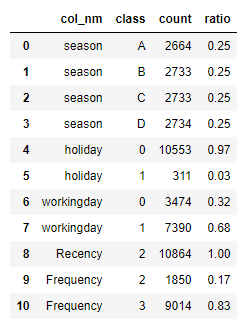 col_nm class count ratio
0 season A 2664 0.25
1 season B 2733 0.25
2 season C 2733 0.25
3 season D 2734 0.25
4 holiday 0 10553 0.97
5 holiday 1 311 0.03
6 workingday 0 3474 0.32
7 workingday 1 7390 0.68
8 Recency 2 10864 1.00
9 Frequency 2 1850 0.17
10 Frequency 3 9014 0.83